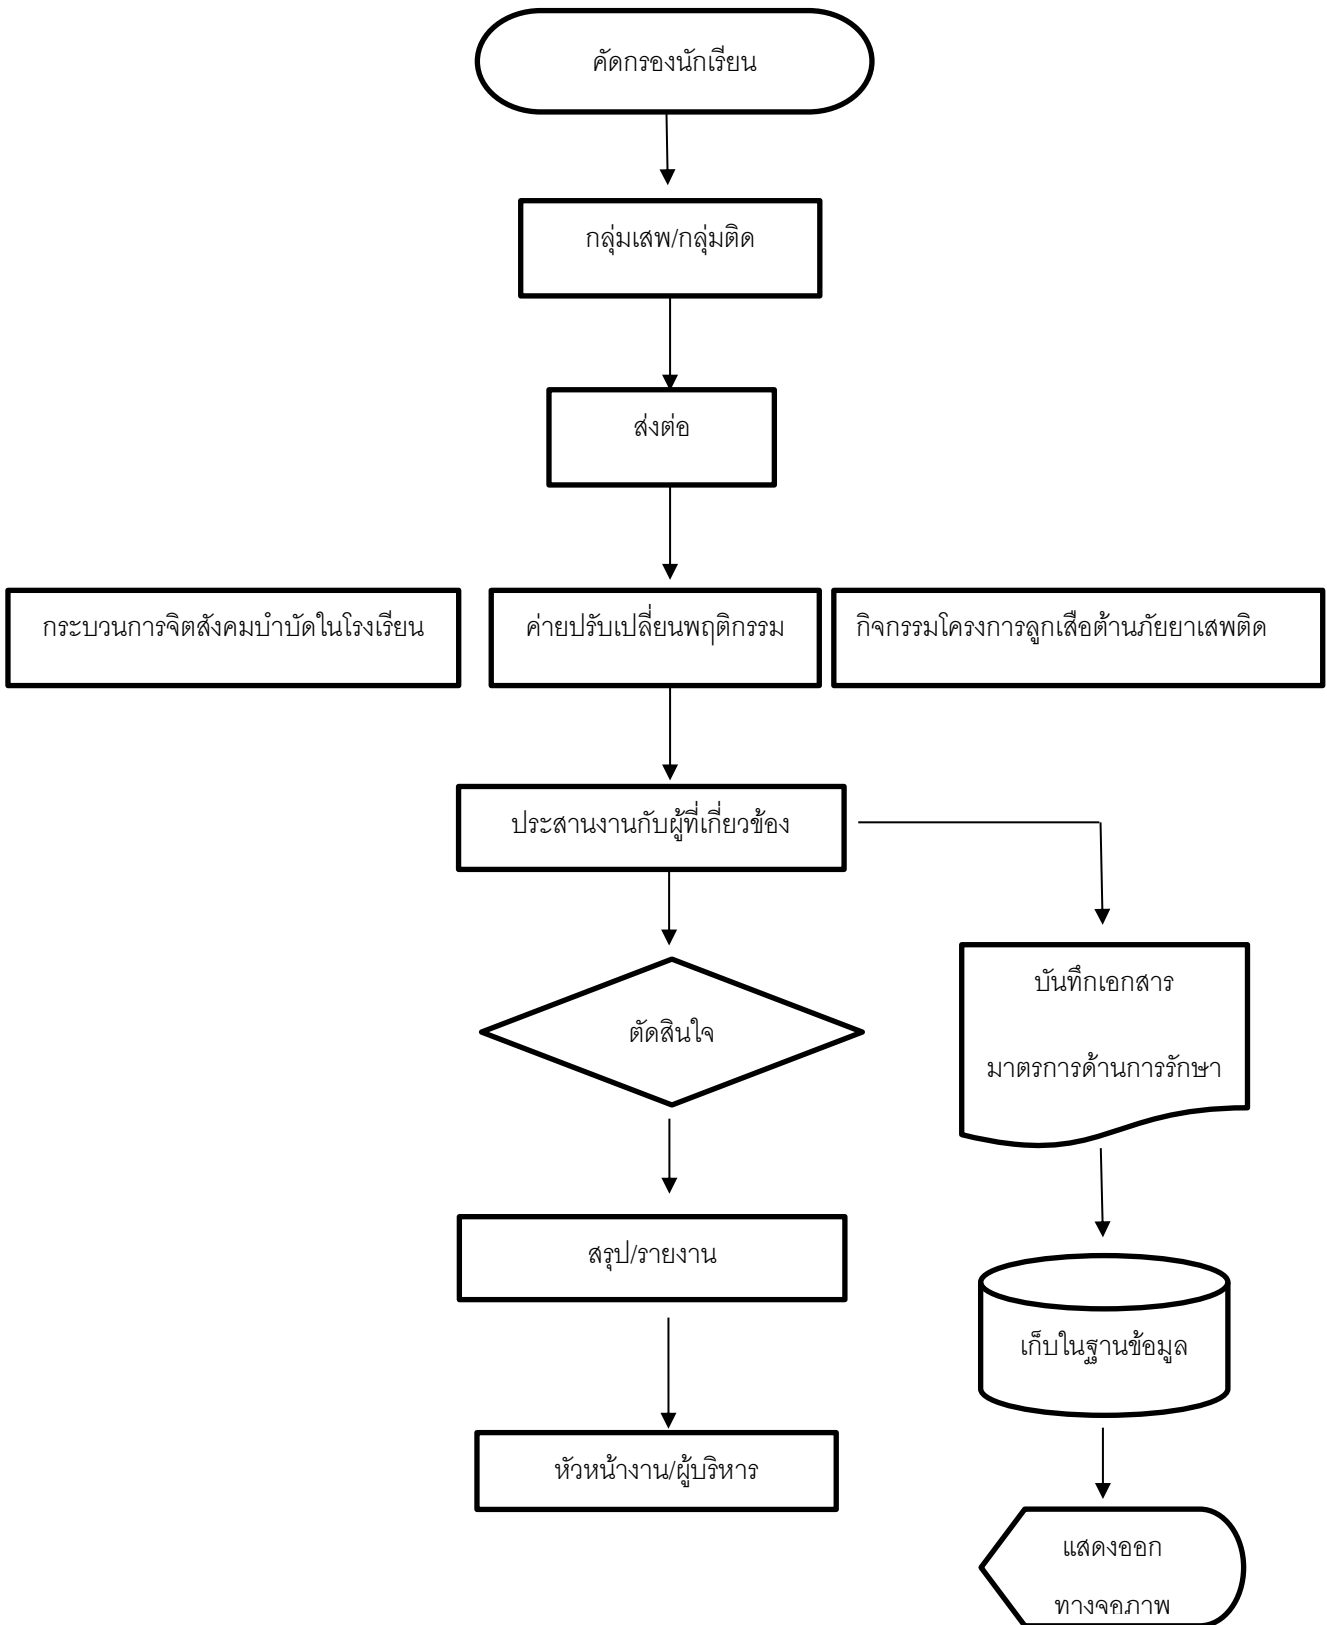 คัดกรองนักเรียน
กลุ่มเสพ/กลุ่มติด
ส่งต่อ
กระบวนการจิตสังคมบำบัดในโรงเรียน
ค่ายปรับเปลี่ยนพฤติกรรม
กิจกรรมโครงการลูกเสือต้านภัยยาเสพติด
ประสานงานกับผู้ที่เกี่ยวข้อง
ตัดสินใจ
บันทึกเอกสาร
มาตรการด้านการรักษา
สรุป/รายงาน
เก็บในฐานข้อมูล
หัวหน้างาน/ผู้บริหาร
แสดงออก
ทางจอภาพ